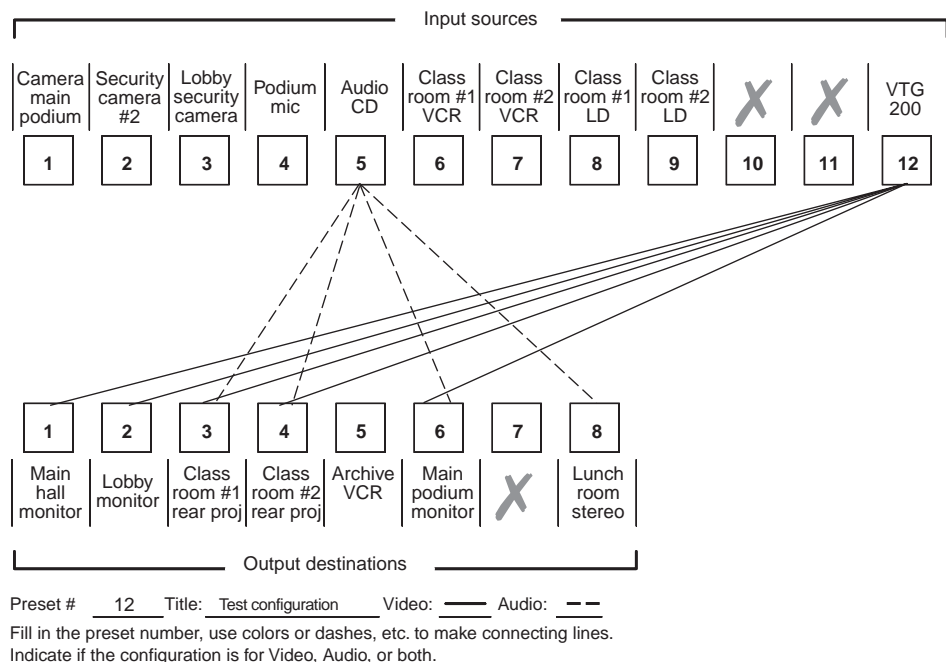 Input sources
Camera main podium
Security camera #2
Lobby security camera
Podium mic
Audio CD
Class room #1 VCR
Class room #2 VCR
Class room #1 LD
Class room #2 LD
VTG 200
1 2 3 4 5 6 7 8 9 10 11 12
1 2 3 4 5 6 7 8
Main hall monitor
Lobby monitor
Class room #1 rear proj
Class room #2 rear proj
Archive VCR
Main podium monitor
Lunch room stereo
Output destinations
Preset # 12 Title: Test configuration Video: Audio:
Fill in the preset number, use colors or dashes, etc. to make connecting lines.
Indicate if the configuration is for Video, Audio, or both.